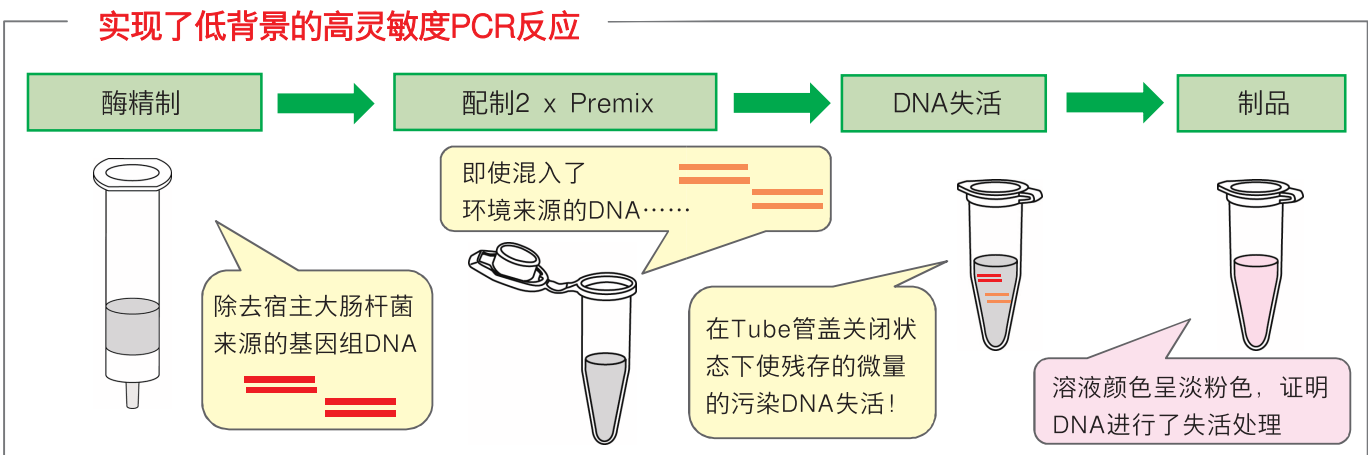 实现了低背景的高灵敏度PCR反应
酶精制
配制2 x Premix
DNA失活
制品
即使混入了
环境来源的DNA……
除去宿主大肠杆菌
来源的基因组DNA
在Tube管盖关闭状
态下使残存的微量
的污染DNA失活！
溶液颜色呈淡粉色，证明
DNA进行了失活处理